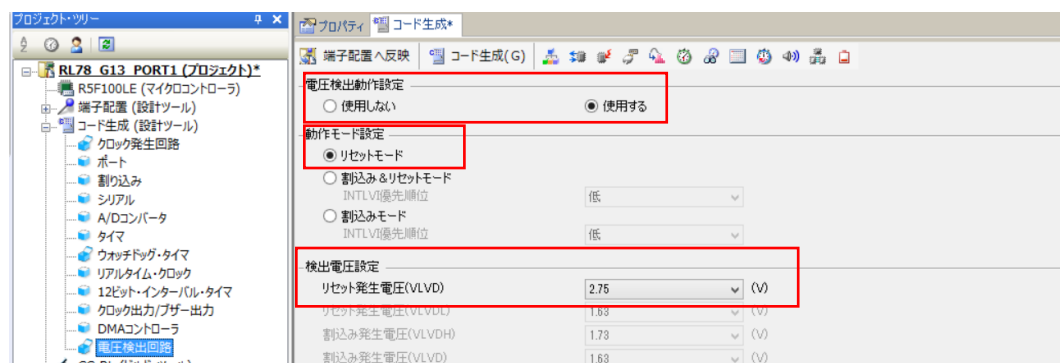 プロジェクト・ツリー
RL78_G13_PORT1 (プロジェクト)*
R5F100LE (マイクロコントローラ)
端子配置 (設計ツール)
コード生成 (設計ツール)
クロック発生回路
ポート
割り込み
シリアル
A/Dコンバータ
タイマ
ウォッチドッグ・タイマ
リアルタイム・クロック
12ビット・インターバル・タイマ
クロック出力/ブザー出力
DMAコントローラ
電圧検出回路
プロパティ コード生成*
端子配置へ反映 コード生成(G)
電圧検出動作設定
使用しない 使用する
動作モード設定
リセットモード
割込み&リセットモード
INTLVI優先順位 低
割込みモード
INTLVI優先順位 低
検出電圧設定
リセット発生電圧(VLVD) 2.75 (V)
リセット発生電圧(VLVDL) 1.63 (V)
割込み発生電圧(VLVDH) 1.73 (V)
割込み発生電圧(VLVD) 1.63 (V)